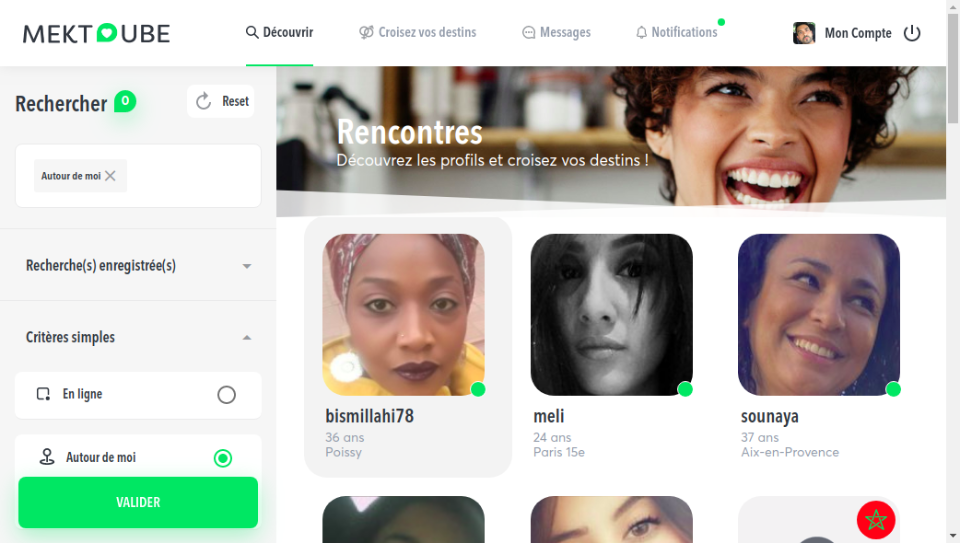 MEKTOUBE
Découvrir
Croisez vos destins
Messages
Notifications
Mon Compte
Rechercher
0
Reset
Autour de moi
Recherche(s) enregistrée(s)
Critères simples
En ligne
Autour de moi
VALIDER
Rencontres
Découvrez les profils et croisez vos destins !
bismillahi78
36 ans
Poissy
meli
24 ans
Paris 15e
sounaya
37 ans
Aix-en-Provence